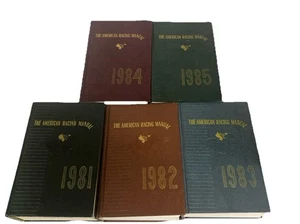 THE AMERICAN RACING MANUAL
1984
THE AMERICAN RACING MANUAL
1985
THE AMERICAN RACING MANUAL
1981
THE AMERICAN RACING MANUAL
1982
THE AMERICAN RACING MANUAL
1983